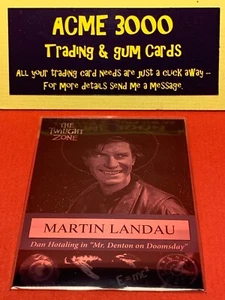 ACME 3000
Trading & Gum Cards
All your trading card needs are just a click away –
For more details send me a message.
THE
TWILIGHT
ZONE
MARTIN LANDAU
Dan Hotaling in "Mr. Denton on Doomsday"
E=mc²